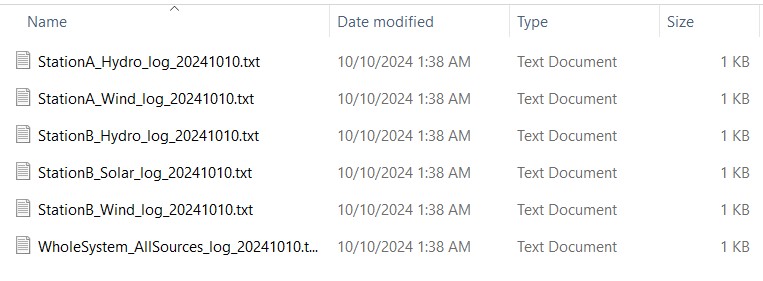 Name Date modified Type Size
StationA_Hydro_log_20241010.txt 10/10/2024 1:38 AM Text Document 1 KB
StationA_Wind_log_20241010.txt 10/10/2024 1:38 AM Text Document 1 KB
StationB_Hydro_log_20241010.txt 10/10/2024 1:38 AM Text Document 1 KB
StationB_Solar_log_20241010.txt 10/10/2024 1:38 AM Text Document 1 KB
StationB_Wind_log_20241010.txt 10/10/2024 1:38 AM Text Document 1 KB
WholeSystem_AllSources_log_20241010.t... 10/10/2024 1:38 AM Text Document 1 KB